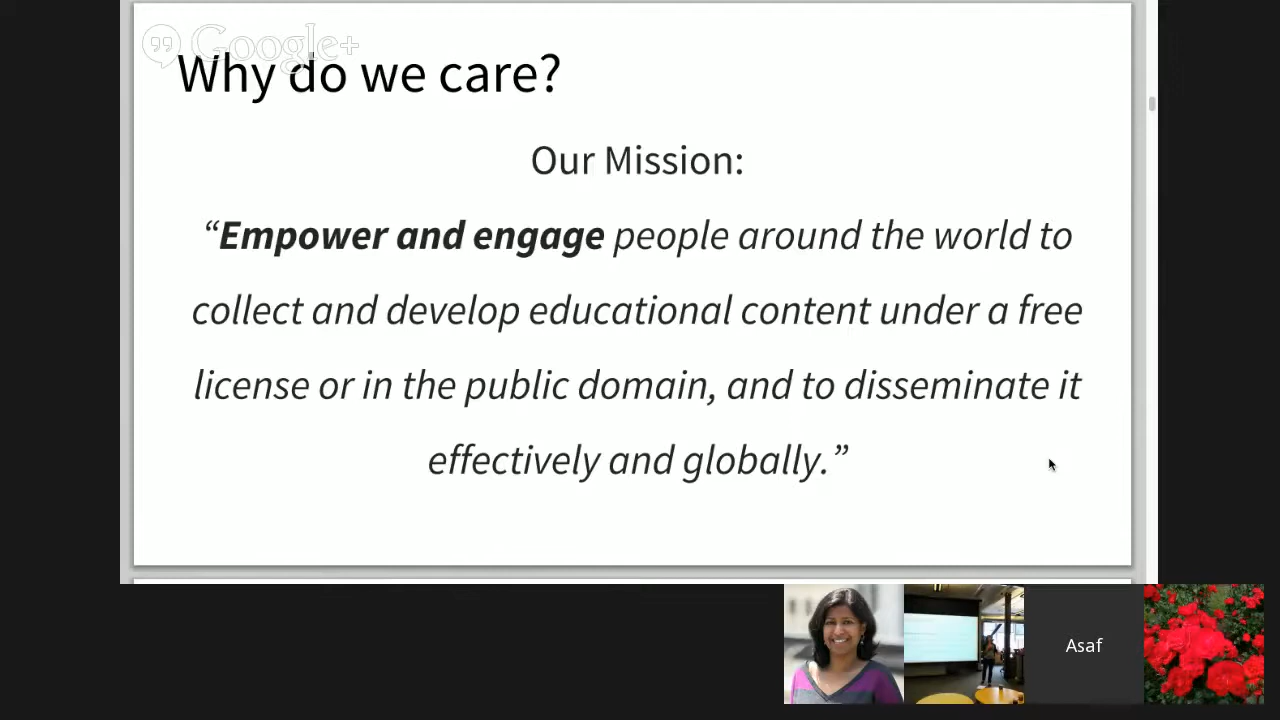 Google+
Why do we care?
Our Mission:
“Empower and engage people around the world to
collect and develop educational content under a free
license or in the public domain, and to disseminate it
effectively and globally.”
Asaf